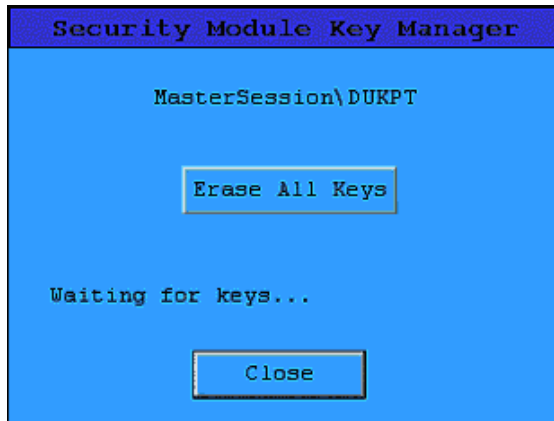 Security Module Key Manager
MasterSession\DUKPT
Erase All Keys
Waiting for keys...
Close